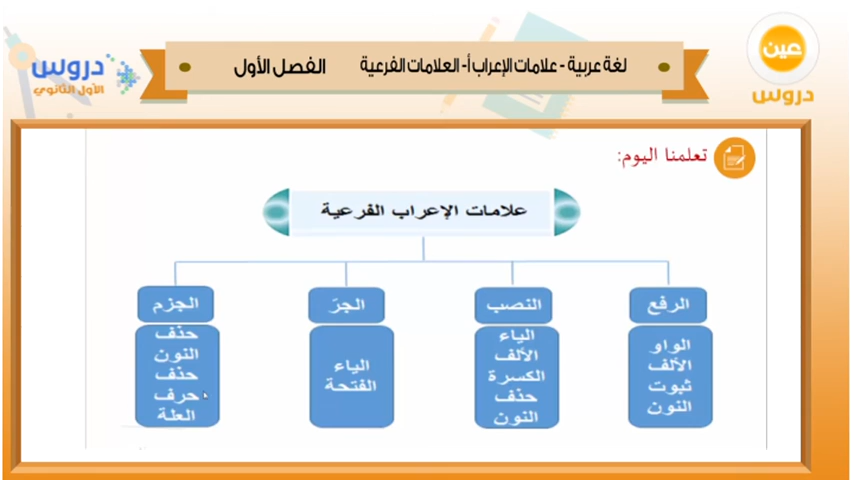 دروس
الأول الثانوي
لغة عربية - علامات الإعراب أ- العلامات الفرعية الفصل الأول
عين
دروس
تعلمنا اليوم:
علامات الإعراب الفرعية
الرفع
الواو
الألف
ثبوت
النون
النصب
الياء
الألف
الكسرة
حذف
النون
الجرّ
الياء
الفتحة
الجزم
حذف
النون
حذف
حرف
العلة